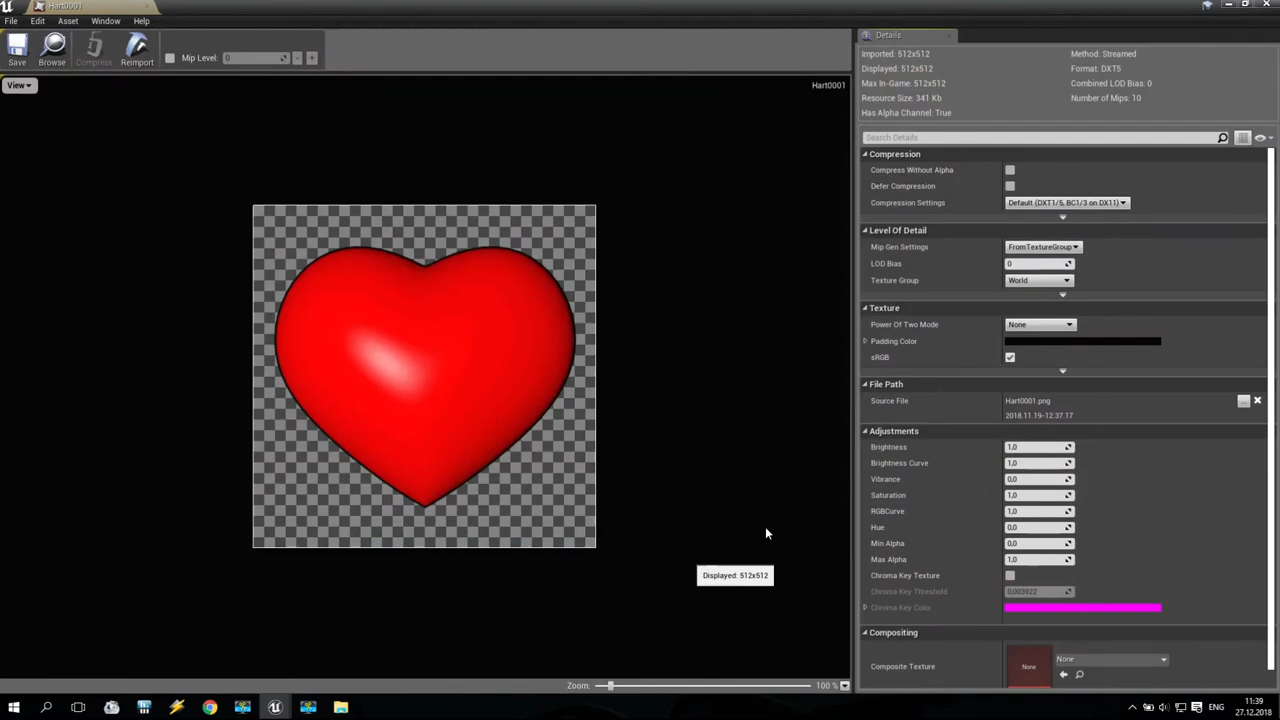 Hart0001
File Edit Asset Window Help
Save Browse Compress Reimport Mip Level: 0 - +
View
Hart0001
Details
Imported: 512x512 Method: Streamed
Displayed: 512x512 Format: DXT5
Max In-Game: 512x512 Combined LOD Bias: 0
Resource Size: 341 Kb Number of Mips: 10
Has Alpha Channel: True
Search Details
Compression
Compress Without Alpha
Defer Compression
Compression Settings Default (DXT1/5, BC1/3 on DX11)
Level Of Detail
Mip Gen Settings FromTextureGroup
LOD Bias 0
Texture Group World
Texture
Power Of Two Mode None
Padding Color
sRGB
File Path
Source File Hart0001.png ...
2018.11.19-12.37.17
Adjustments
Brightness 1,0
Brightness Curve 1,0
Vibrance 0,0
Saturation 1,0
RGBCurve 1,0
Hue 0,0
Min Alpha 0,0
Max Alpha 1,0
Chroma Key Texture
Chroma Key Threshold 0,003922
Chroma Key Color
Compositing
Composite Texture None None
Displayed: 512x512
Zoom: 100 %
ENG
11:39
27.12.2018